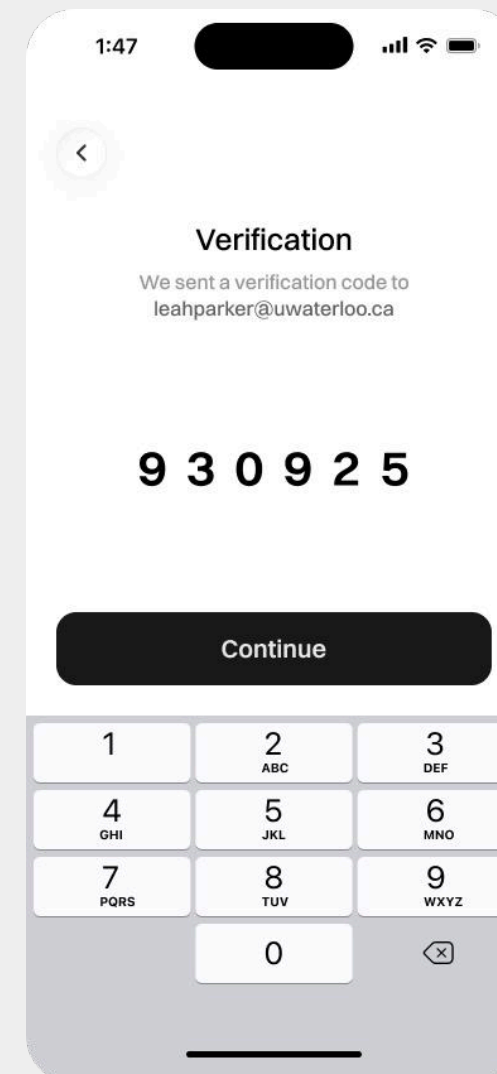 1:47
Verification
We sent a verification code to
leahparker@uwaterloo.ca
9 3 0 9 2 5
Continue
1 2 3
ABC DEF
4 5 6
GHI JKL MNO
7 8 9
PQRS TUV WXYZ
0